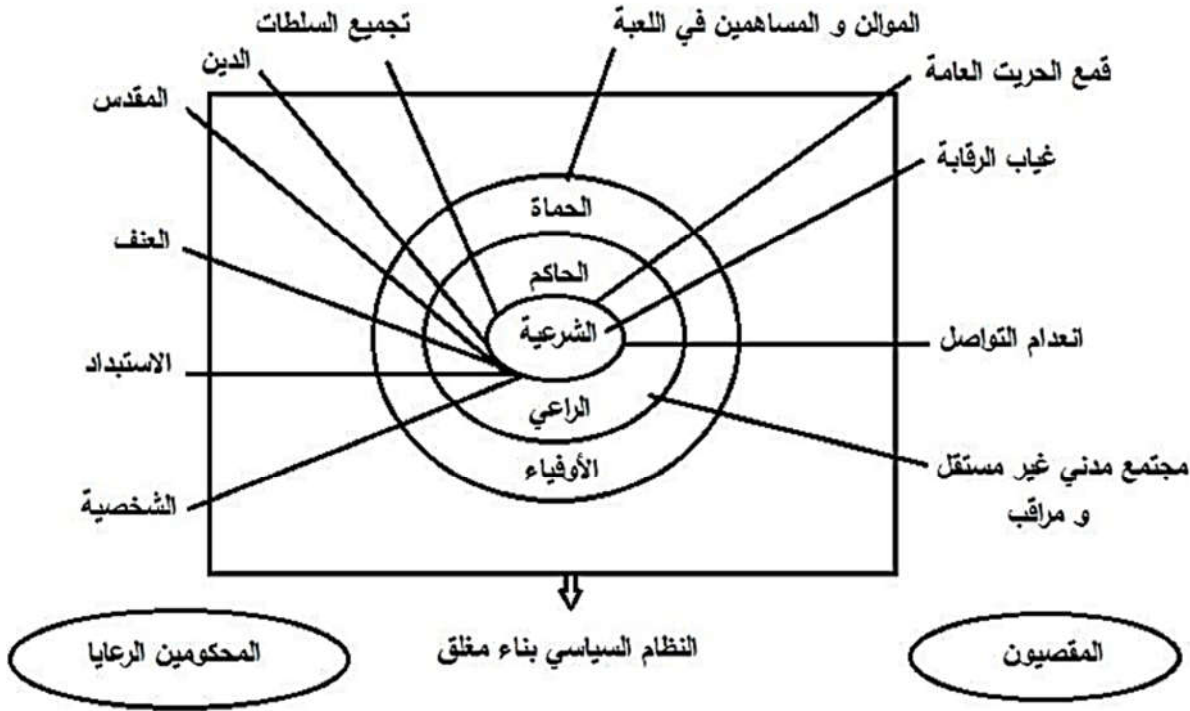 تجميع السلطات
الموالن و المساهمين في اللعبة
الدين
قمع الحريت العامة
المقدس
غياب الرقابة
الحماة
العنف
الحاكم
الشرعية
انعدام التواصل
الاستبداد
الراعي
الأوفياء
مجتمع مدني غير مستقل
و مراقب
الشخصية
المحكومين الرعايا
النظام السياسي بناء مغلق
المقصيون